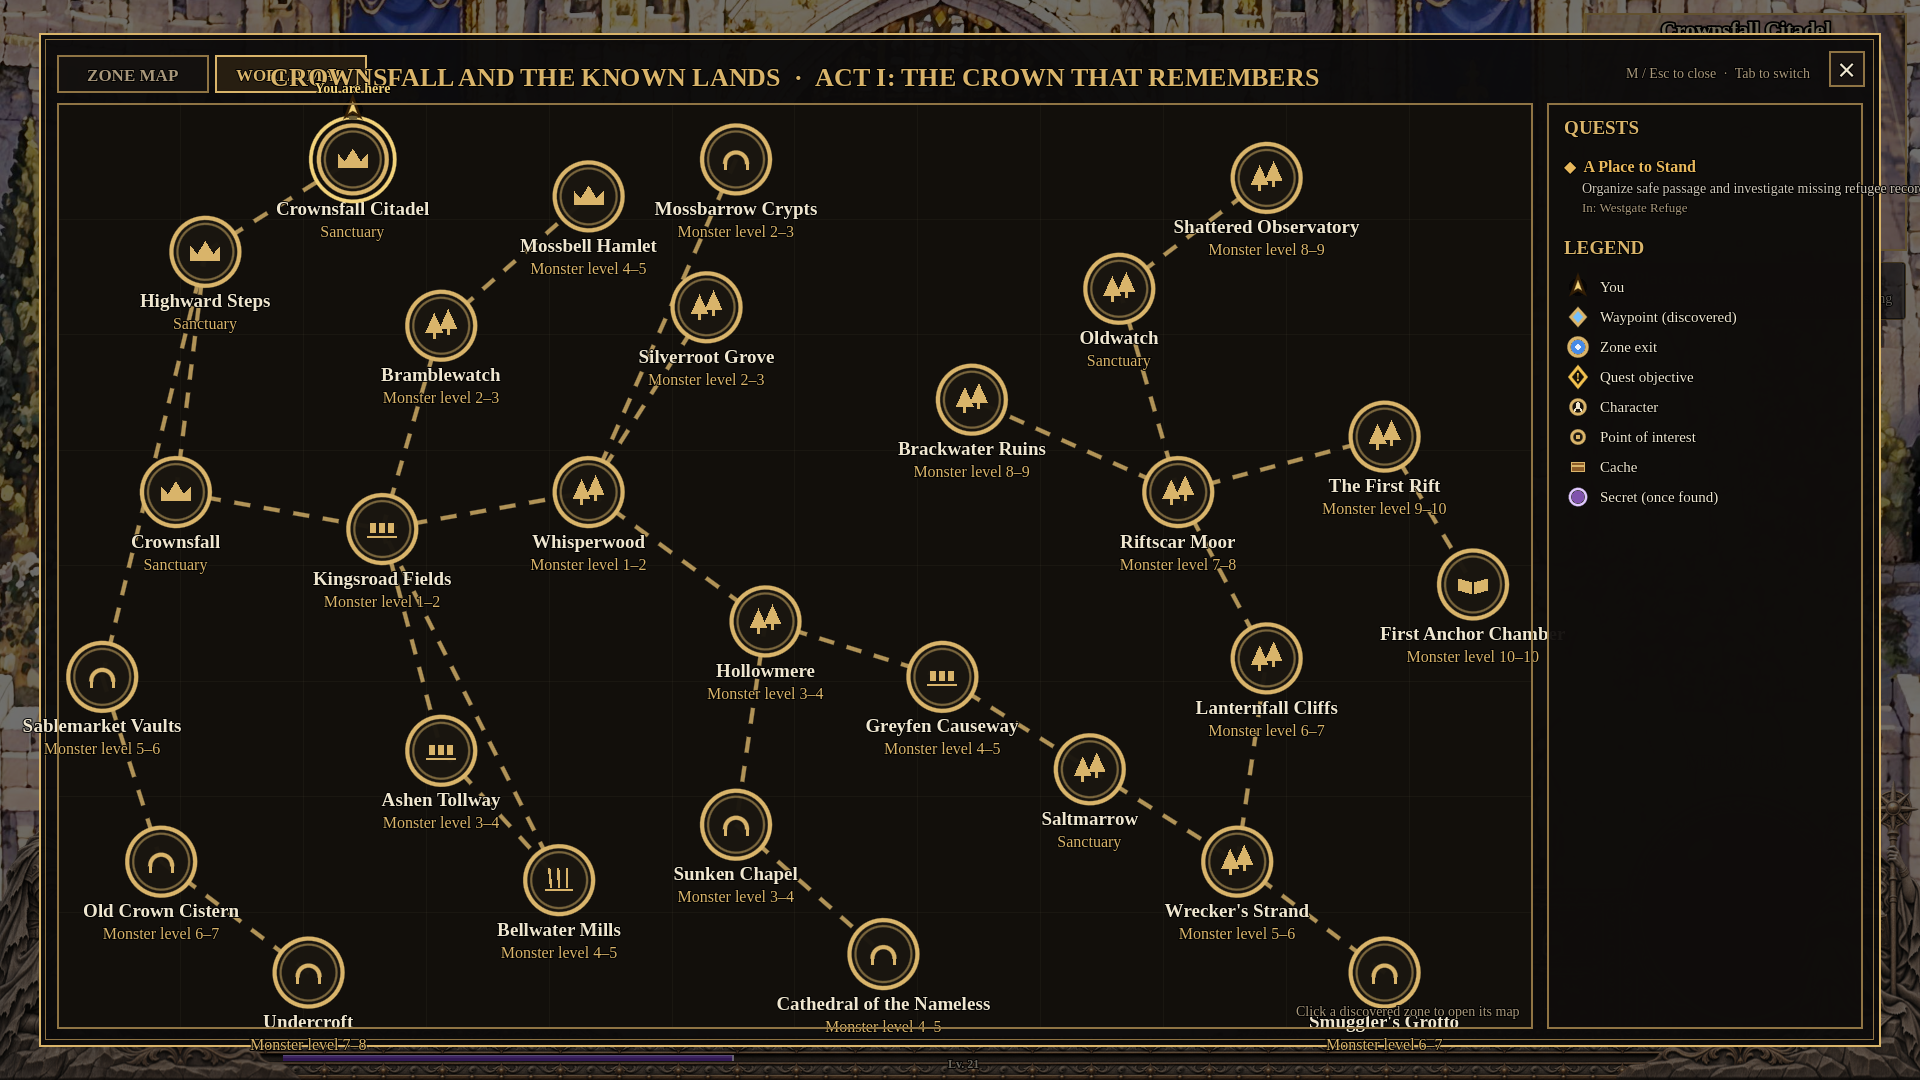 Crownsfall Citadel
ZONE MAP
CROWNSFALL AND THE KNOWN LANDS · ACT I: THE CROWN THAT REMEMBERS
M / Esc to close · Tab to switch
You are here
Crownsfall Citadel
Sanctuary
Mossbell Hamlet
Monster level 4–5
Mossbarrow Crypts
Monster level 2–3
Shattered Observatory
Monster level 8–9
Highward Steps
Sanctuary
Bramblewatch
Monster level 2–3
Silverroot Grove
Monster level 2–3
Oldwatch
Sanctuary
Brackwater Ruins
Monster level 8–9
The First Rift
Monster level 9–10
Crownsfall
Sanctuary
Kingsroad Fields
Monster level 1–2
Whisperwood
Monster level 1–2
Riftscar Moor
Monster level 7–8
First Anchor Chamber
Monster level 10–10
Hollowmere
Monster level 3–4
Sablemarket Vaults
Monster level 5–6
Greyfen Causeway
Monster level 4–5
Lanternfall Cliffs
Monster level 6–7
Ashen Tollway
Monster level 3–4
Saltmarrow
Sanctuary
Sunken Chapel
Monster level 3–4
Old Crown Cistern
Monster level 6–7
Bellwater Mills
Monster level 4–5
Wrecker's Strand
Monster level 5–6
Cathedral of the Nameless
Monster level 4–5
Undercroft
Monster level 7–8
Click a discovered zone to open its map
Smuggler's Grotto
Monster level 6–7
QUESTS
A Place to Stand
Organize safe passage and investigate missing refugee
In: Westgate Refuge
LEGEND
You
Waypoint (discovered)
Zone exit
Quest objective
Character
Point of interest
Cache
Secret (once found)
Lv. 21